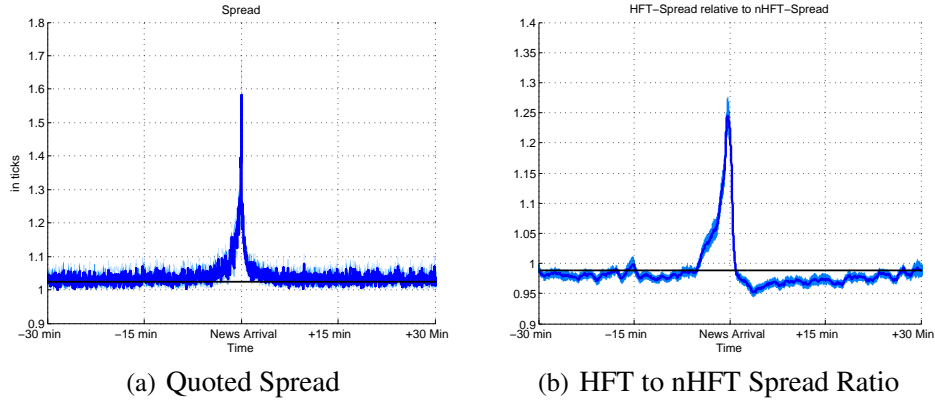 Spread
1.8
1.7
1.6
1.5
1.4
1.3
1.2
1.1
1
0.9
in ticks
−30 min
−15 min
News Arrival
+15 min
+30 Min
Time
(a) Quoted Spread
HFT−Spread relative to nHFT−Spread
1.4
1.35
1.3
1.25
1.2
1.15
1.1
1.05
1
0.95
0.9
−30 min
−15 min
News Arrival
+15 min
+30 Min
Time
(b) HFT to nHFT Spread Ratio